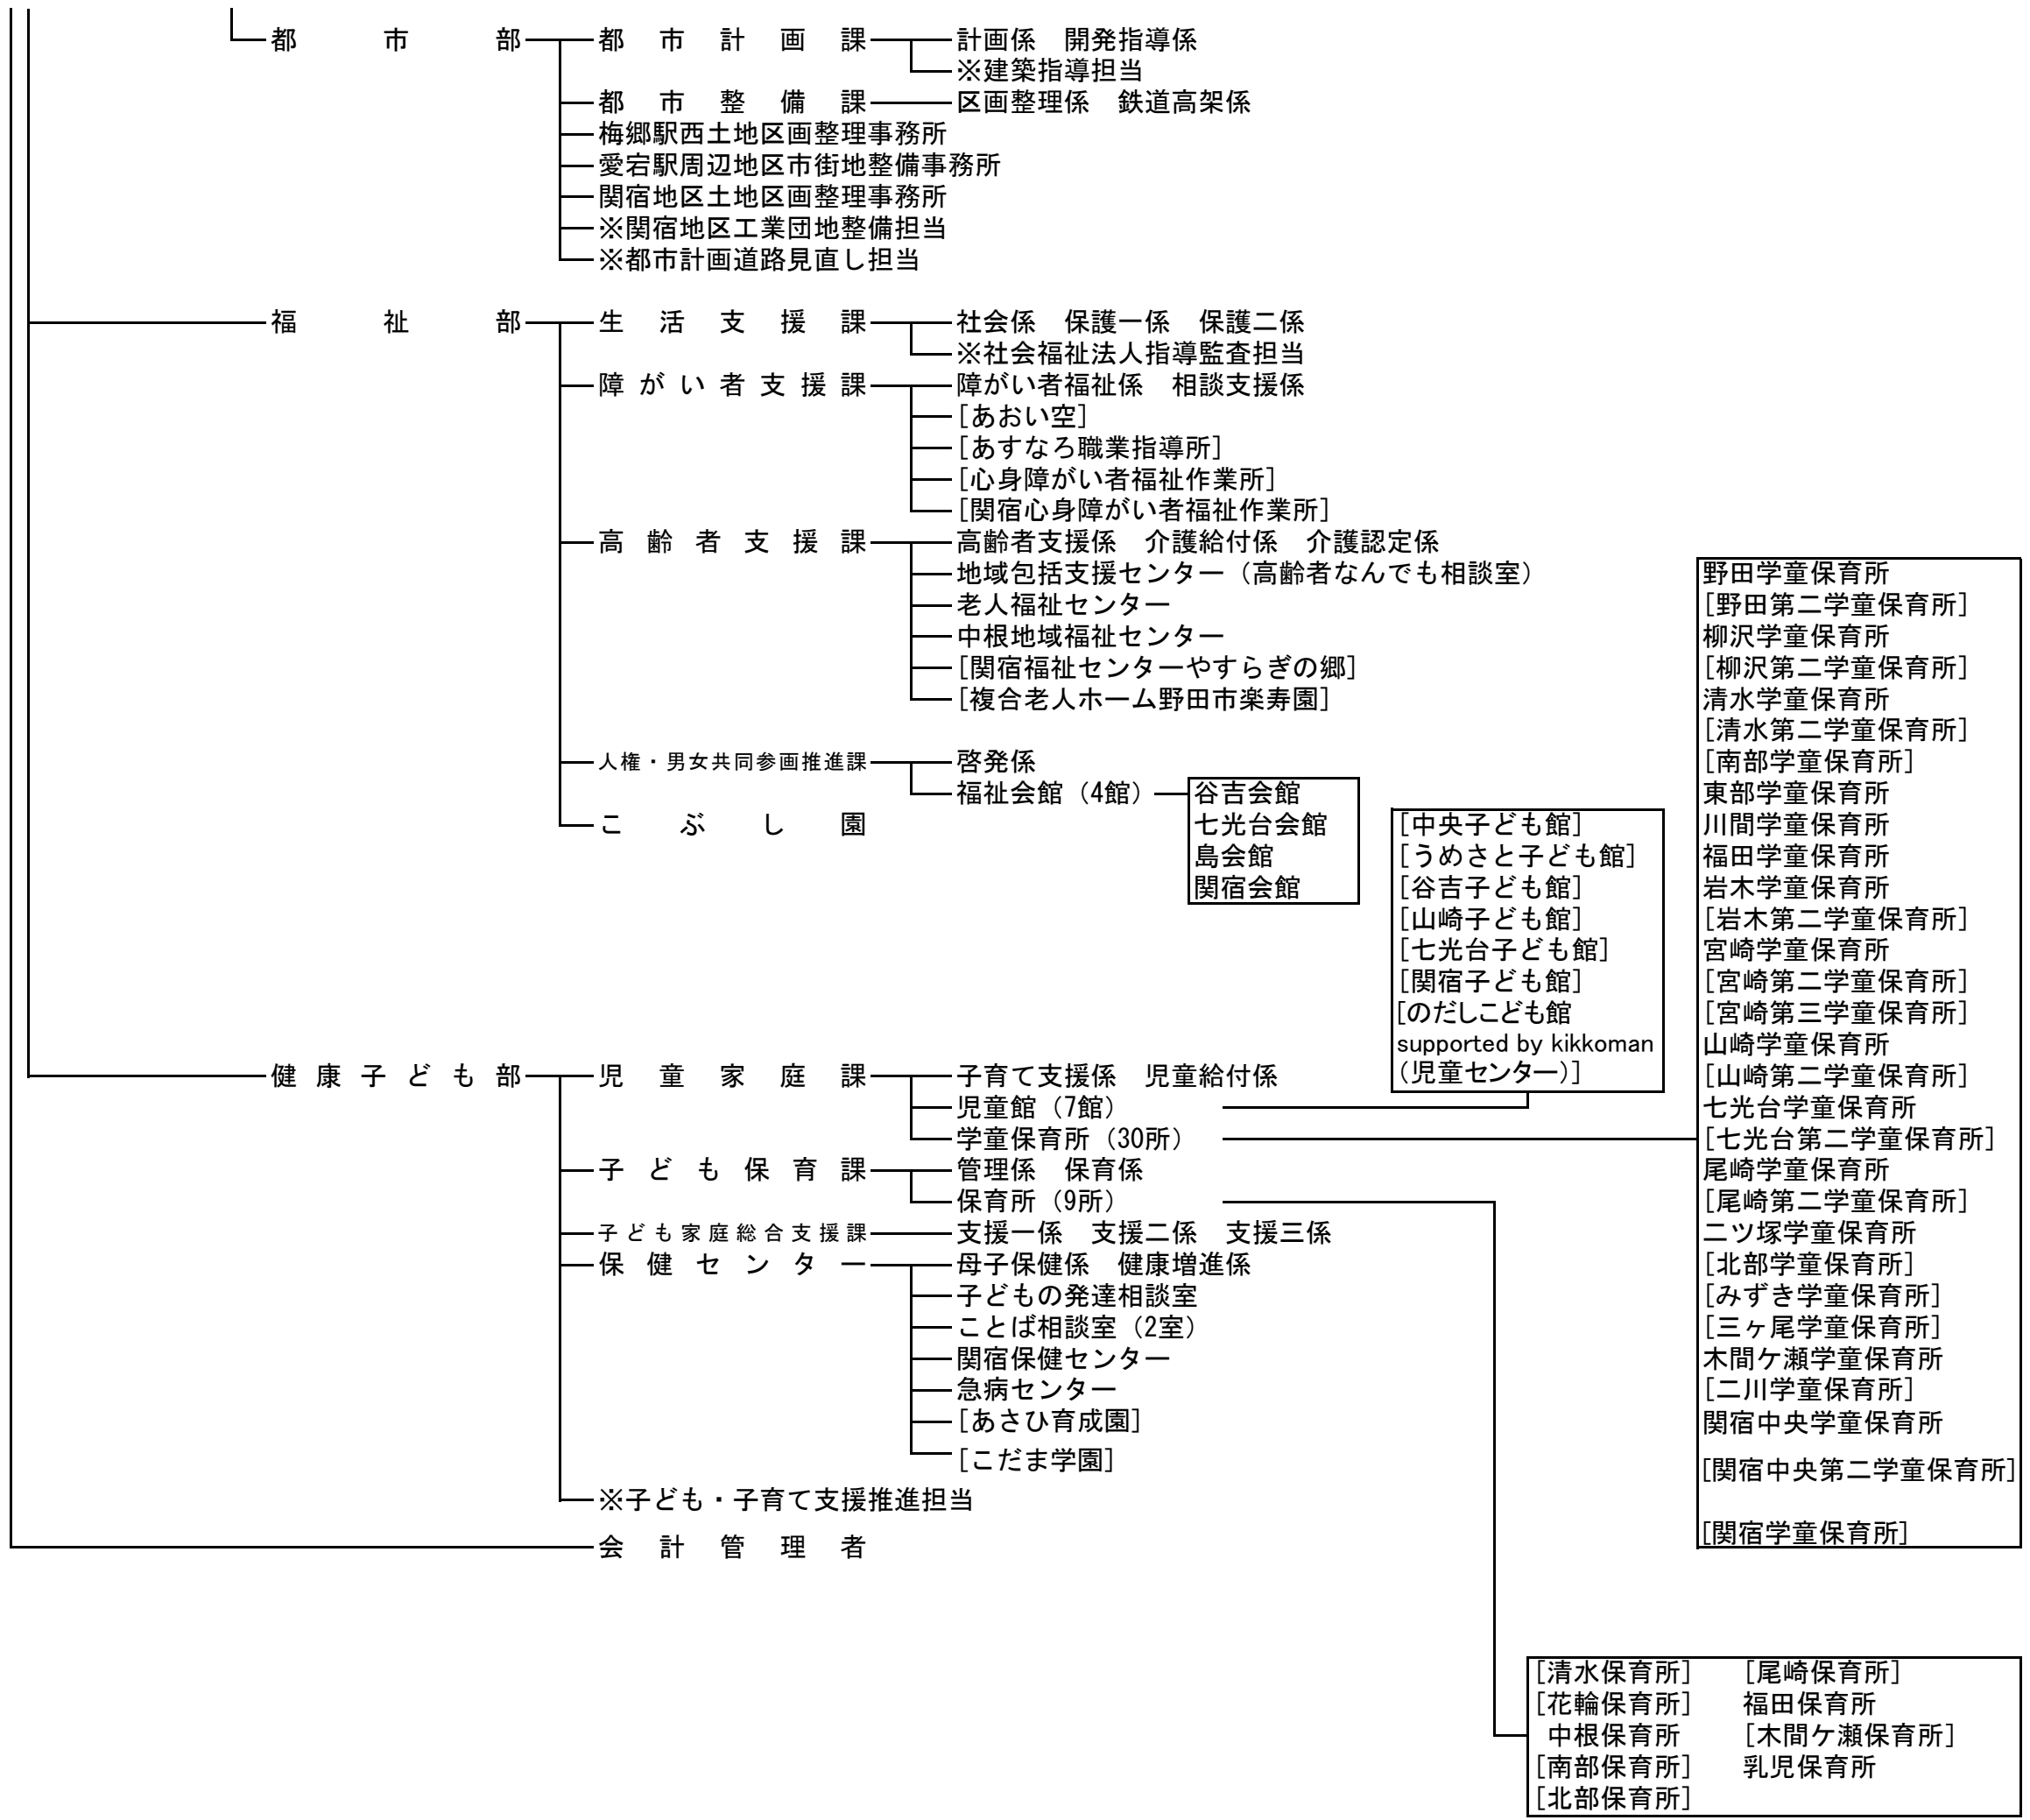 都市部 都市計画課 計画係 開発指導係
※建築指導担当
都市整備課 区画整理係 鉄道高架係
梅郷駅西土地区画整理事務所
愛宕駅周辺地区市街地整備事務所
関宿地区土地区画整理事務所
※関宿地区工業団地整備担当
※都市計画道路見直し担当
福祉部 生活支援課 社会係 保護一係 保護二係
※社会福祉法人指導監査担当
障がい者支援課 障がい者福祉係 相談支援係
[あおい空]
[あすなろ職業指導所]
[心身障がい者福祉作業所]
[関宿心身障がい者福祉作業所]
高齢者支援課 高齢者支援係 介護給付係 介護認定係
地域包括支援センター（高齢者なんでも相談室）
老人福祉センター
中根地域福祉センター
[関宿福祉センターやすらぎの郷]
[複合老人ホーム野田市楽寿園]
人権・男女共同参画推進課 啓発係
福祉会館（4館）
谷吉会館
七光台会館
島会館
関宿会館
こぶし園
健康子ども部 児童家庭課 子育て支援係 児童給付係
児童館（7館）
[中央子ども館]
[うめさと子ども館]
[谷吉子ども館]
[山崎子ども館]
[七光台子ども館]
[関宿子ども館]
[のだしこども館
supported by kikkoman
（児童センター）]
学童保育所（30所）
野田学童保育所
[野田第二学童保育所]
柳沢学童保育所
[柳沢第二学童保育所]
清水学童保育所
[清水第二学童保育所]
[南部学童保育所]
東部学童保育所
川間学童保育所
福田学童保育所
岩木学童保育所
[岩木第二学童保育所]
宮崎学童保育所
[宮崎第二学童保育所]
[宮崎第三学童保育所]
山崎学童保育所
[山崎第二学童保育所]
七光台学童保育所
[七光台第二学童保育所]
尾崎学童保育所
[尾崎第二学童保育所]
二ツ塚学童保育所
[北部学童保育所]
[みずき学童保育所]
[三ヶ尾学童保育所]
木間ケ瀬学童保育所
[二川学童保育所]
関宿中央学童保育所
[関宿中央第二学童保育所]
[関宿学童保育所]
子ども保育課 管理係 保育係
保育所（9所）
子ども家庭総合支援課 支援一係 支援二係 支援三係
保健センター 母子保健係 健康増進係
子どもの発達相談室
ことば相談室（2室）
関宿保健センター
急病センター
[あさひ育成園]
[こだま学園]
※子ども・子育て支援推進担当
会計管理者
[清水保育所] [尾崎保育所]
[花輪保育所] 福田保育所
中根保育所 [木間ケ瀬保育所]
[南部保育所] 乳児保育所
[北部保育所]